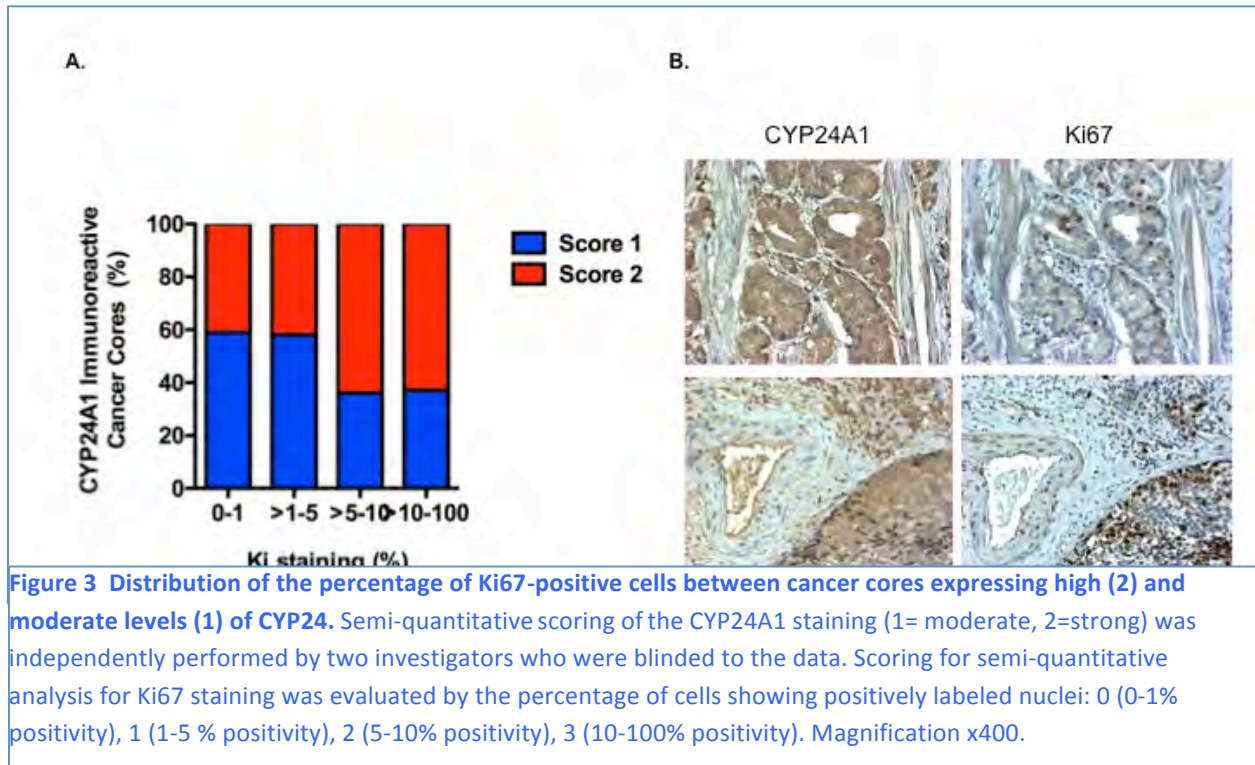 A.
B.
CYP24A1
Ki67
CYP24A1 Immunoreactive
Cancer Cores (%)
100
80
60
40
20
0
Score 1
Score 2
0-1
>1-5
>5-10
>10-100
Ki staining (%)
Figure 3 Distribution of the percentage of Ki67-positive cells between cancer cores expressing high (2) and
moderate levels (1) of CYP24. Semi-quantitative scoring of the CYP24A1 staining (1= moderate, 2=strong) was
independently performed by two investigators who were blinded to the data. Scoring for semi-quantitative
analysis for Ki67 staining was evaluated by the percentage of cells showing positively labeled nuclei: 0 (0-1%
positivity), 1 (1-5 % positivity), 2 (5-10% positivity), 3 (10-100% positivity). Magnification x400.